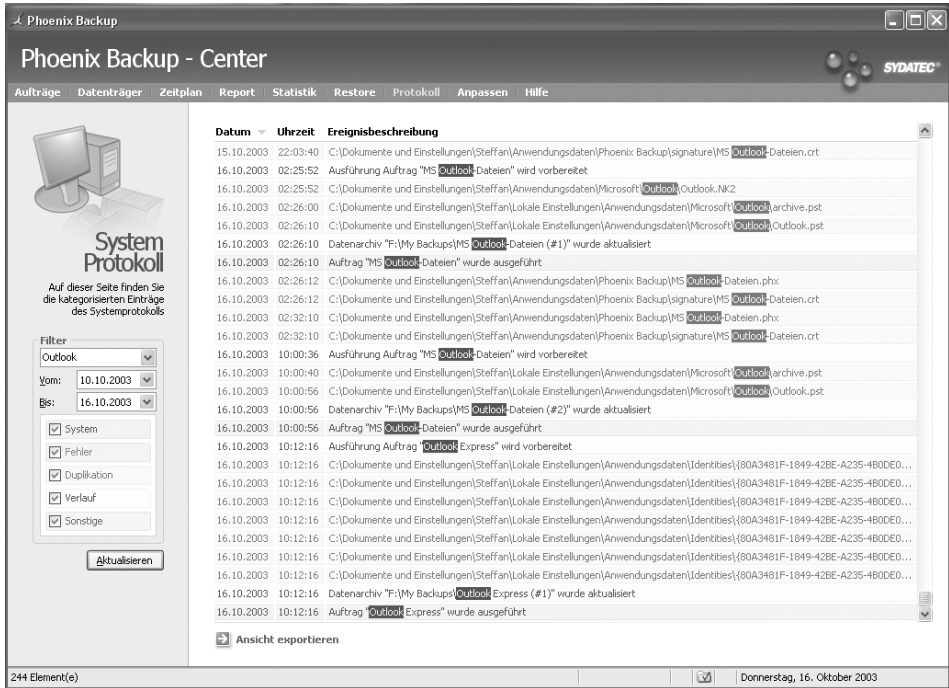 Phoenix Backup
Phoenix Backup - Center
SYDATEC
Aufträge Datenträger Zeitplan Report Statistik Restore Protokoll Anpassen Hilfe
System
Protokoll
Auf dieser Seite finden Sie
die kategorisierten Einträge
des Systemprotokolls
Filter
Outlook
Vom: 10.10.2003
Bis: 16.10.2003
System
Fehler
Duplikation
Verlauf
Sonstige
Aktualisieren
Datum Uhrzeit Ereignisbeschreibung
15.10.2003 22:03:40 C:\Dokumente und Einstellungen\Steffan\Anwendungsdaten\Phoenix Backup\signature\MS Outlook-Dateien.crt
16.10.2003 02:25:52 Ausführung Auftrag "MS Outlook-Dateien" wird vorbereitet
16.10.2003 02:25:52 C:\Dokumente und Einstellungen\Steffan\Anwendungsdaten\Microsoft\Outlook\Outlook.NK2
16.10.2003 02:26:00 C:\Dokumente und Einstellungen\Steffan\Lokale Einstellungen\Anwendungsdaten\Microsoft\Outlook\archive.pst
16.10.2003 02:26:10 C:\Dokumente und Einstellungen\Steffan\Lokale Einstellungen\Anwendungsdaten\Microsoft\Outlook\Outlook.pst
16.10.2003 02:26:10 Datenarchiv "F:\My Backups\MS Outlook-Dateien (#1)" wurde aktualisiert
16.10.2003 02:26:10 Auftrag "MS Outlook-Dateien" wurde ausgeführt
16.10.2003 02:26:12 C:\Dokumente und Einstellungen\Steffan\Anwendungsdaten\Phoenix Backup\MS Outlook-Dateien.phx
16.10.2003 02:26:12 C:\Dokumente und Einstellungen\Steffan\Anwendungsdaten\Phoenix Backup\signature\MS Outlook-Dateien.crt
16.10.2003 02:32:10 C:\Dokumente und Einstellungen\Steffan\Anwendungsdaten\Phoenix Backup\MS Outlook-Dateien.phx
16.10.2003 02:32:10 C:\Dokumente und Einstellungen\Steffan\Anwendungsdaten\Phoenix Backup\signature\MS Outlook-Dateien.crt
16.10.2003 10:00:36 Ausführung Auftrag "MS Outlook-Dateien" wird vorbereitet
16.10.2003 10:00:40 C:\Dokumente und Einstellungen\Steffan\Lokale Einstellungen\Anwendungsdaten\Microsoft\Outlook\archive.pst
16.10.2003 10:00:56 C:\Dokumente und Einstellungen\Steffan\Lokale Einstellungen\Anwendungsdaten\Microsoft\Outlook\Outlook.pst
16.10.2003 10:00:56 Datenarchiv "F:\My Backups\MS Outlook-Dateien (#2)" wurde aktualisiert
16.10.2003 10:00:56 Auftrag "MS Outlook-Dateien" wurde ausgeführt
16.10.2003 10:12:16 Ausführung Auftrag "Outlook Express" wird vorbereitet
16.10.2003 10:12:16 C:\Dokumente und Einstellungen\Steffan\Lokale Einstellungen\Anwendungsdaten\Identities\{80A3481F-1849-42BE-A235-4B0DE0...
16.10.2003 10:12:16 C:\Dokumente und Einstellungen\Steffan\Lokale Einstellungen\Anwendungsdaten\Identities\{80A3481F-1849-42BE-A235-4B0DE0...
16.10.2003 10:12:16 C:\Dokumente und Einstellungen\Steffan\Lokale Einstellungen\Anwendungsdaten\Identities\{80A3481F-1849-42BE-A235-4B0DE0...
16.10.2003 10:12:16 C:\Dokumente und Einstellungen\Steffan\Lokale Einstellungen\Anwendungsdaten\Identities\{80A3481F-1849-42BE-A235-4B0DE0...
16.10.2003 10:12:16 C:\Dokumente und Einstellungen\Steffan\Lokale Einstellungen\Anwendungsdaten\Identities\{80A3481F-1849-42BE-A235-4B0DE0...
16.10.2003 10:12:16 C:\Dokumente und Einstellungen\Steffan\Lokale Einstellungen\Anwendungsdaten\Identities\{80A3481F-1849-42BE-A235-4B0DE0...
16.10.2003 10:12:16 C:\Dokumente und Einstellungen\Steffan\Lokale Einstellungen\Anwendungsdaten\Identities\{80A3481F-1849-42BE-A235-4B0DE0...
16.10.2003 10:12:16 Datenarchiv "F:\My Backups\Outlook Express (#1)" wurde aktualisiert
16.10.2003 10:12:16 Auftrag "Outlook Express" wurde ausgeführt
Ansicht exportieren
244 Element(e)
Donnerstag, 16. Oktober 2003